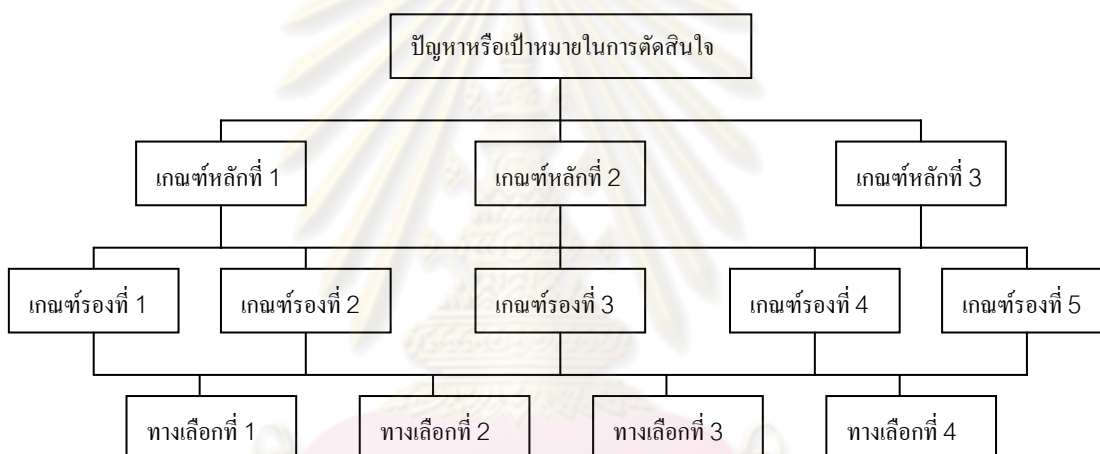 ปัญหาหรือเป้าหมายในการตัดสินใจ
เกณฑ์หลักที่ 1
เกณฑ์หลักที่ 2
เกณฑ์หลักที่ 3
เกณฑ์รองที่ 1
เกณฑ์รองที่ 2
เกณฑ์รองที่ 3
เกณฑ์รองที่ 4
เกณฑ์รองที่ 5
ทางเลือกที่ 1
ทางเลือกที่ 2
ทางเลือกที่ 3
ทางเลือกที่ 4